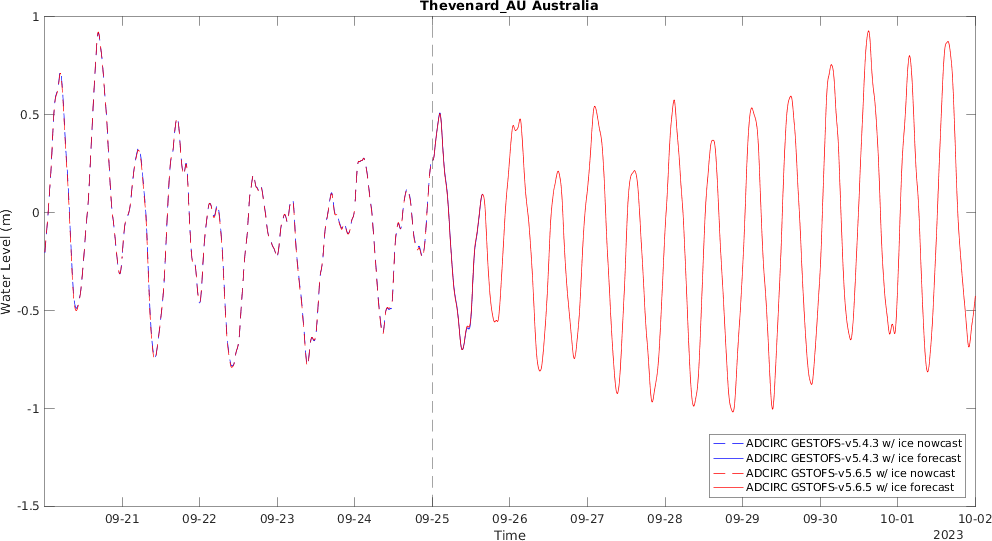 Thevenard_AU Australia
1
0.5
0
-0.5
-1
-1.5
Water Level (m)
ADCIRC GESTOFS-v5.4.3 w/ ice nowcast
ADCIRC GESTOFS-v5.4.3 w/ ice forecast
ADCIRC GSTOFS-v5.6.5 w/ ice nowcast
ADCIRC GSTOFS-v5.6.5 w/ ice forecast
09-21 09-22 09-23 09-24 09-25 09-26 09-27 09-28 09-29 09-30 10-01 10-02
Time
2023